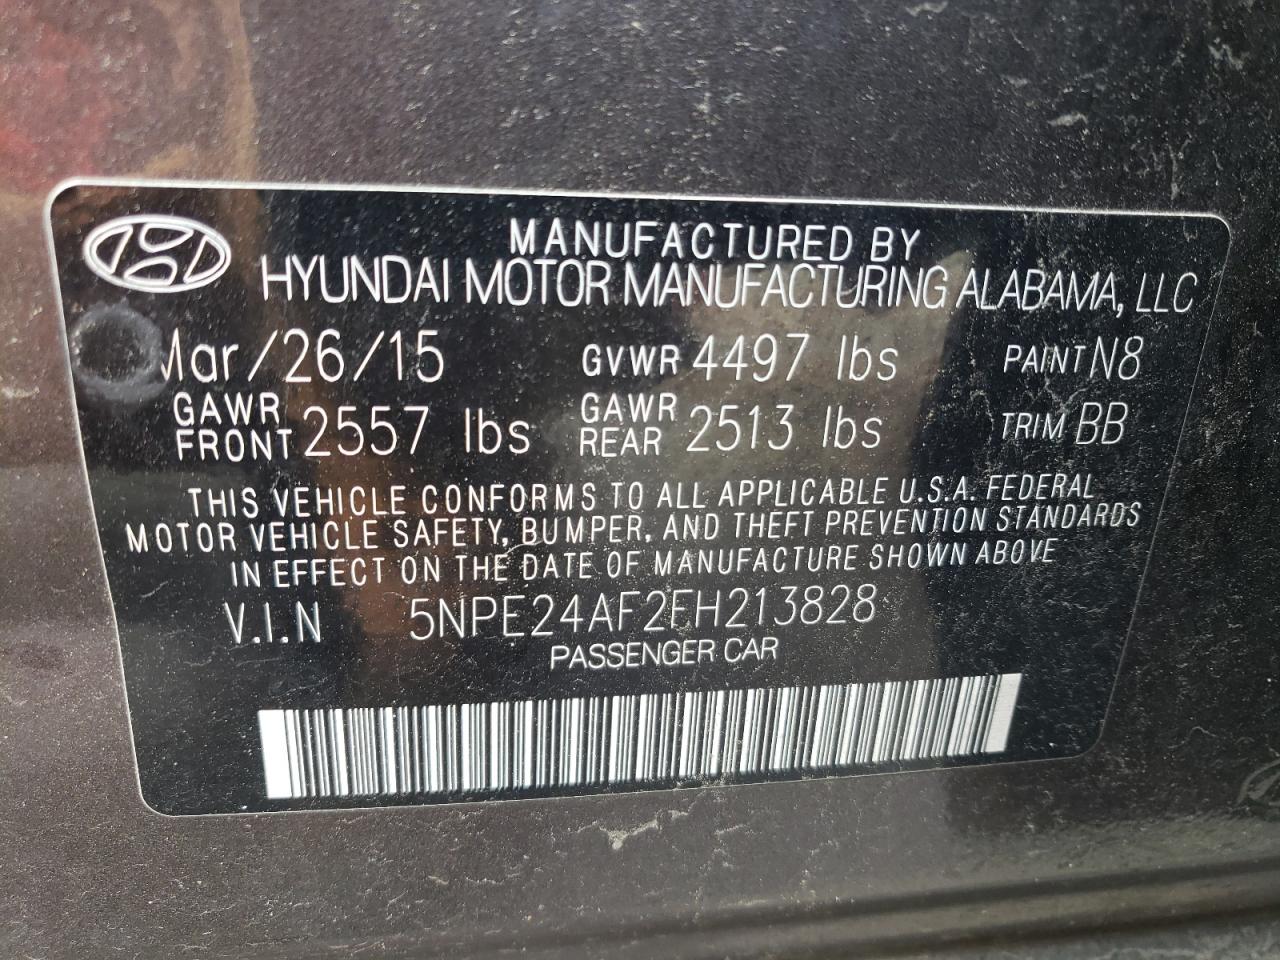 MANUFACTURED BY
HYUNDAI MOTOR MANUFACTURING ALABAMA, LLC
Mar/26/15 GVWR 4497 lbs PAINT N8
GAWR FRONT 2557 lbs GAWR REAR 2513 lbs TRIM BB
THIS VEHICLE CONFORMS TO ALL APPLICABLE U.S.A. FEDERAL
MOTOR VEHICLE SAFETY, BUMPER, AND THEFT PREVENTION STANDARDS
IN EFFECT ON THE DATE OF MANUFACTURE SHOWN ABOVE
V.I.N 5NPE24AF2FH213828
PASSENGER CAR